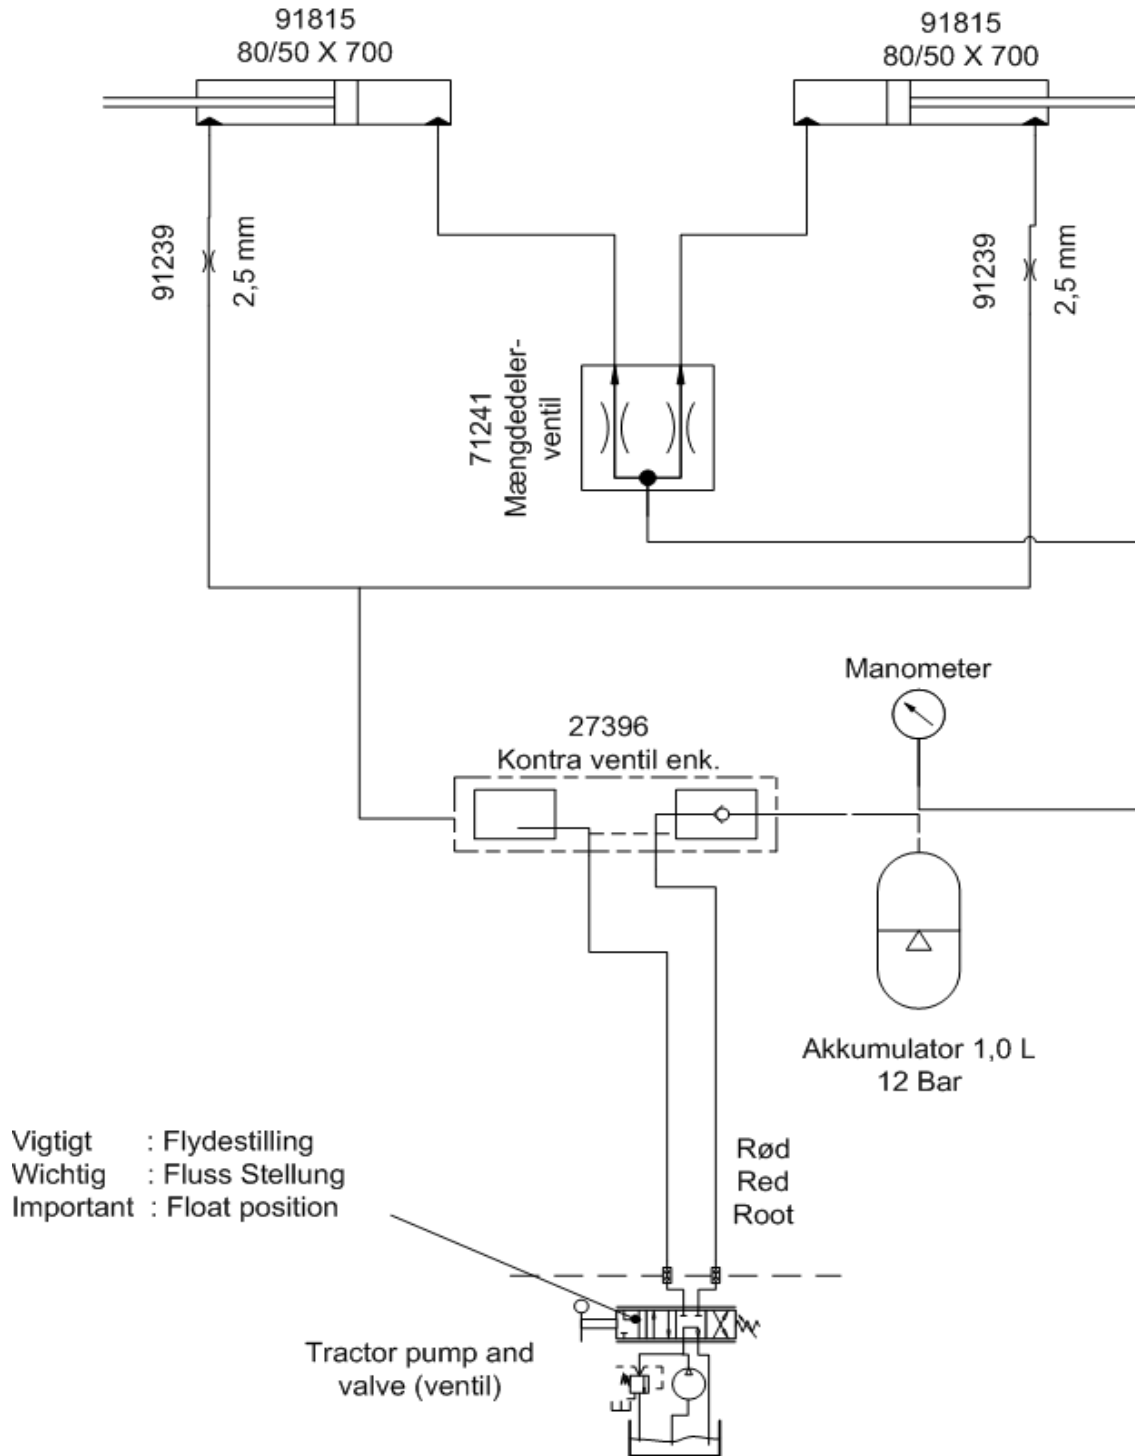 91815
80/50 X 700
91815
80/50 X 700
91239
2,5 mm
91239
2,5 mm
71241
Mængdedeler-
ventil
Manometer
27396
Kontra ventil enk.
Akkumulator 1,0 L
12 Bar
Vigtigt : Flydestilling
Wichtig : Fluss Stellung
Important : Float position
Rød
Red
Root
Tractor pump and
valve (ventil)
E